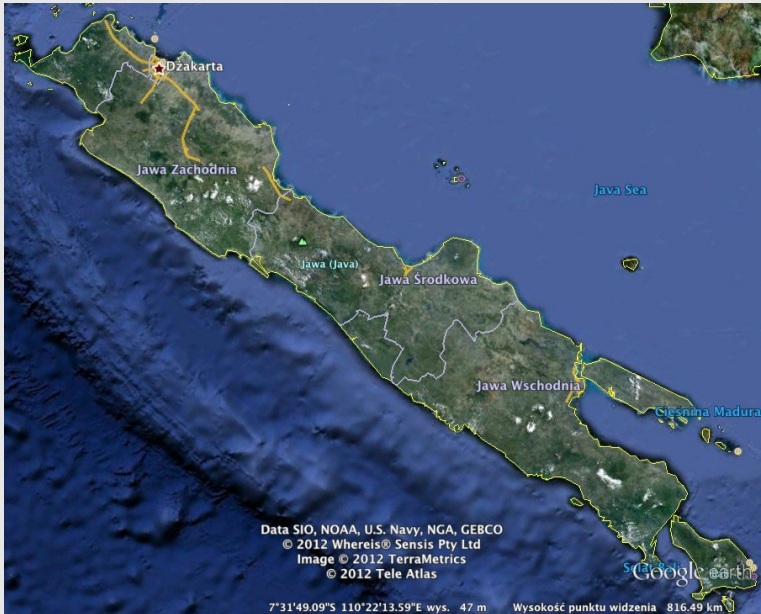 Dżakarta
Jawa Zachodnia
Java Sea
Jawa (Java)
Jawa Środkowa
Jawa Wschodnia
Cieśnina Madura
Data SIO, NOAA, U.S. Navy, NGA, GEBCO
© 2012 Whereis® Sensis Pty Ltd
Image © 2012 TerraMetrics
© 2012 Tele Atlas
Google earth
7°31'49.09"S 110°22'13.59"E wys. 47 m Wysokość punktu widzenia 816.49 km